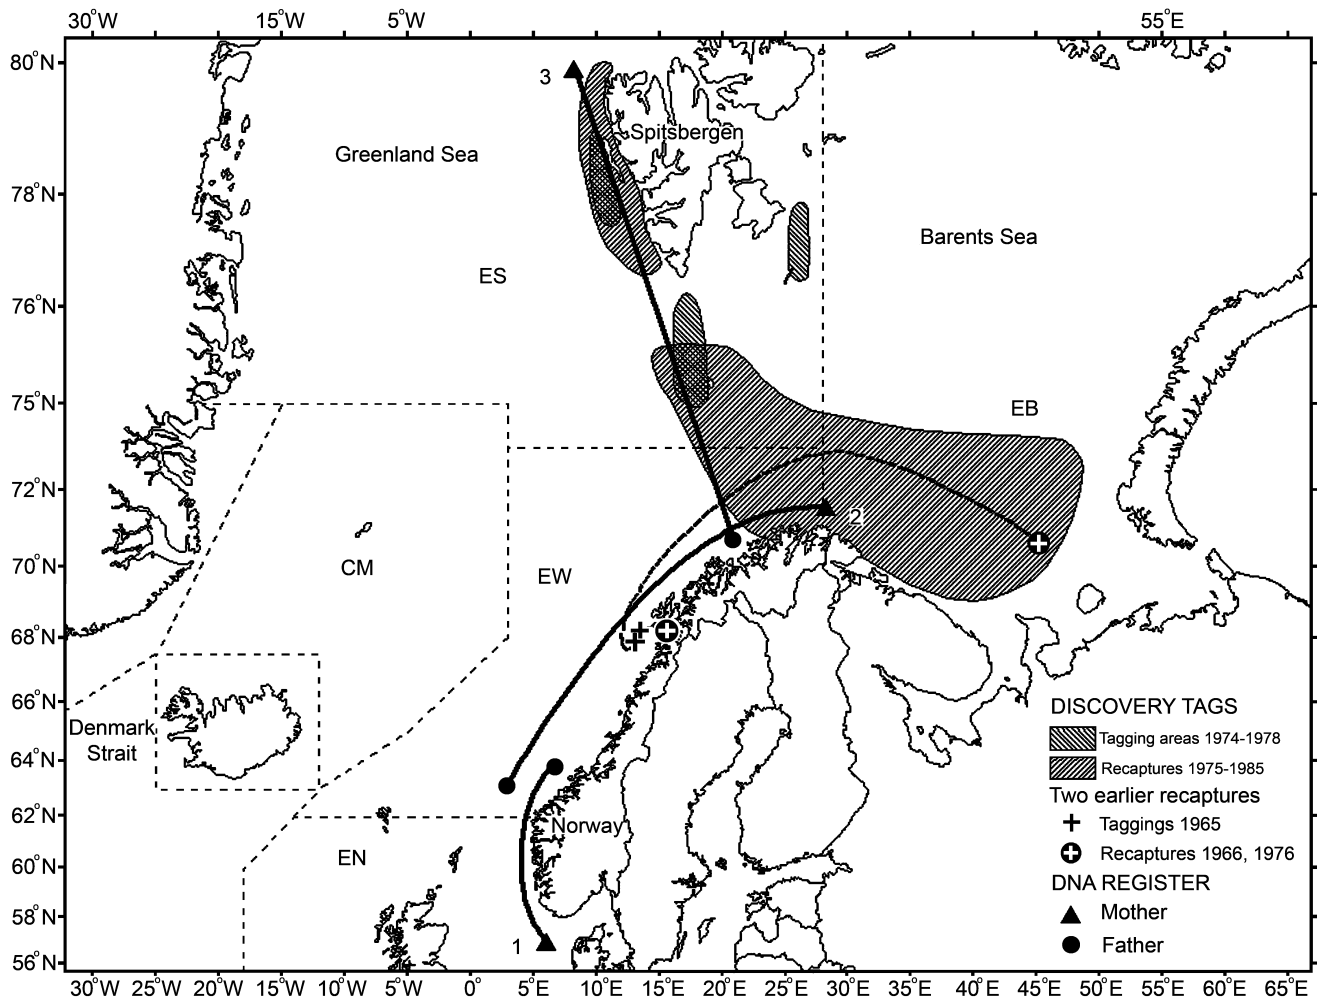 30°W 15°W 5°W 55°E
80°N
3
Spitsbergen
Greenland Sea
78°N
Barents Sea
ES
76°N
75°N
EB
72°N
2
70°N
CM
EW
68°N
66°N
Denmark
Strait
64°N
62°N
Norway
EN
60°N
58°N
1
56°N
DISCOVERY TAGS
Tagging areas 1974-1978
Recaptures 1975-1985
Two earlier recaptures
Taggings 1965
Recaptures 1966, 1976
DNA REGISTER
Mother
Father
30°W 25°W 20°W 15°W 10°W 5°W 0° 5°E 10°E 15°E 20°E 25°E 30°E 35°E 40°E 45°E 50°E 55°E 60°E 65°E